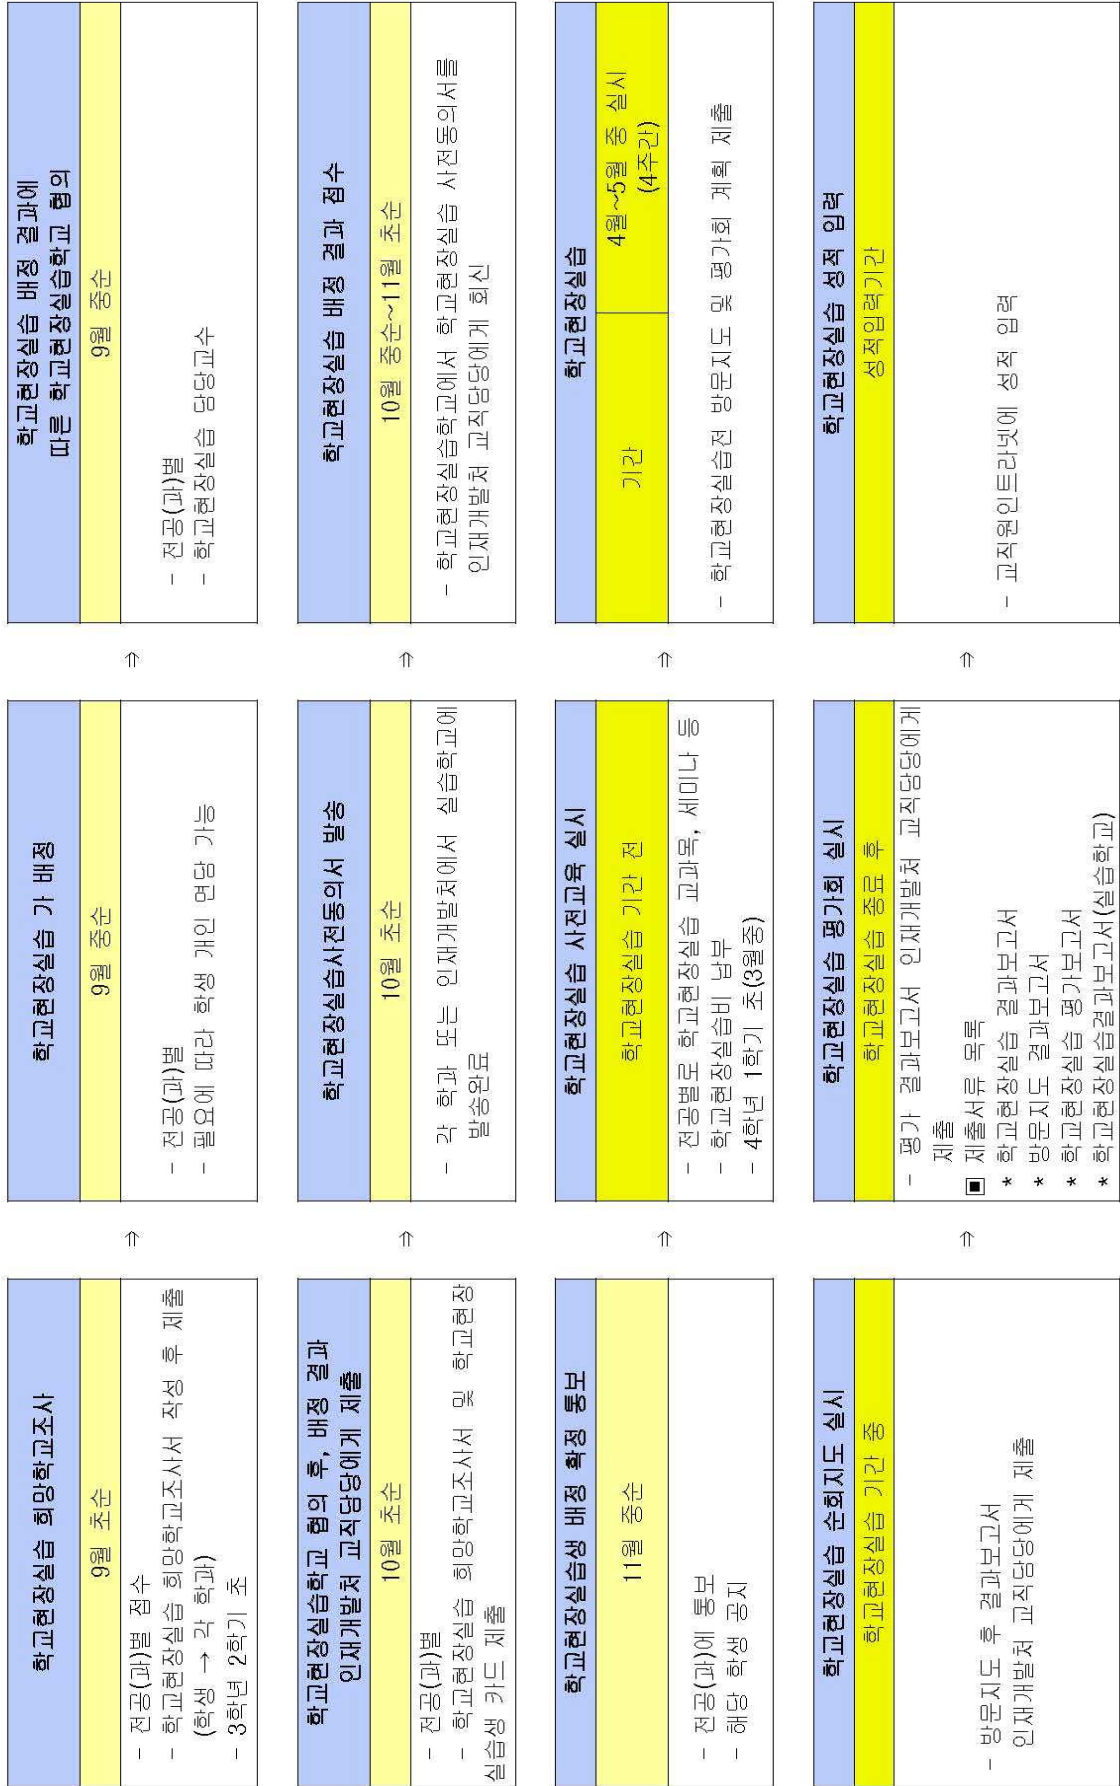 학교현장실습 희망학교조사
9월 초순
- 전공(과)별 접수
- 학교현장실습 희망학교조사서 작성 후 제출
(학생 → 각 학과)
- 3학년 2학기 초
⇒
학교현장실습 가 배정
9월 중순
- 전공(과)별
- 필요에 따라 학생 개인 면담 가능
⇒
학교현장실습 배정 결과에
따른 학교현장실습학교 협의
9월 중순
- 전공(과)별
- 학교현장실습 담당교수
학교현장실습학교 협의 후, 배정 결과
인재개발처 교직담당에게 제출
10월 초순
- 전공(과)별
- 학교현장실습 희망학교조사서 및 학교현장
실습생 카드 제출
⇒
학교현장실습사전동의서 발송
10월 초순
- 각 학과 또는 인재개발처에서 실습학교에
발송완료
⇒
학교현장실습 배정 결과 접수
10월 중순~11월 초순
- 학교현장실습학교에서 학교현장실습 사전동의서를
인재개발처 교직담당에게 회신
학교현장실습생 배정 확정 통보
11월 중순
- 전공(과)에 통보
- 해당 학생 공지
⇒
학교현장실습 사전교육 실시
학교현장실습 기간 전
- 전공별로 학교현장실습 교과목, 세미나 등
- 학교현장실습비 납부
- 4학년 1학기 초(3월중)
⇒
학교현장실습
기간
4월~5월 중 실시
(4주간)
- 학교현장실습전 방문지도 및 평가회 계획 제출
학교현장실습 순회지도 실시
학교현장실습 기간 중
- 방문지도 후 결과보고서
인재개발처 교직담당에게 제출
⇒
학교현장실습 평가회 실시
학교현장실습 종료 후
- 평가 결과보고서 인재개발처 교직담당에게
제출
▣ 제출서류 목록
* 학교현장실습 결과보고서
* 방문지도 결과보고서
* 학교현장실습 평가보고서
* 학교현장실습결과보고서(실습학교)
⇒
학교현장실습 성적 입력
성적입력기간
- 교직원인트라넷에 성적 입력